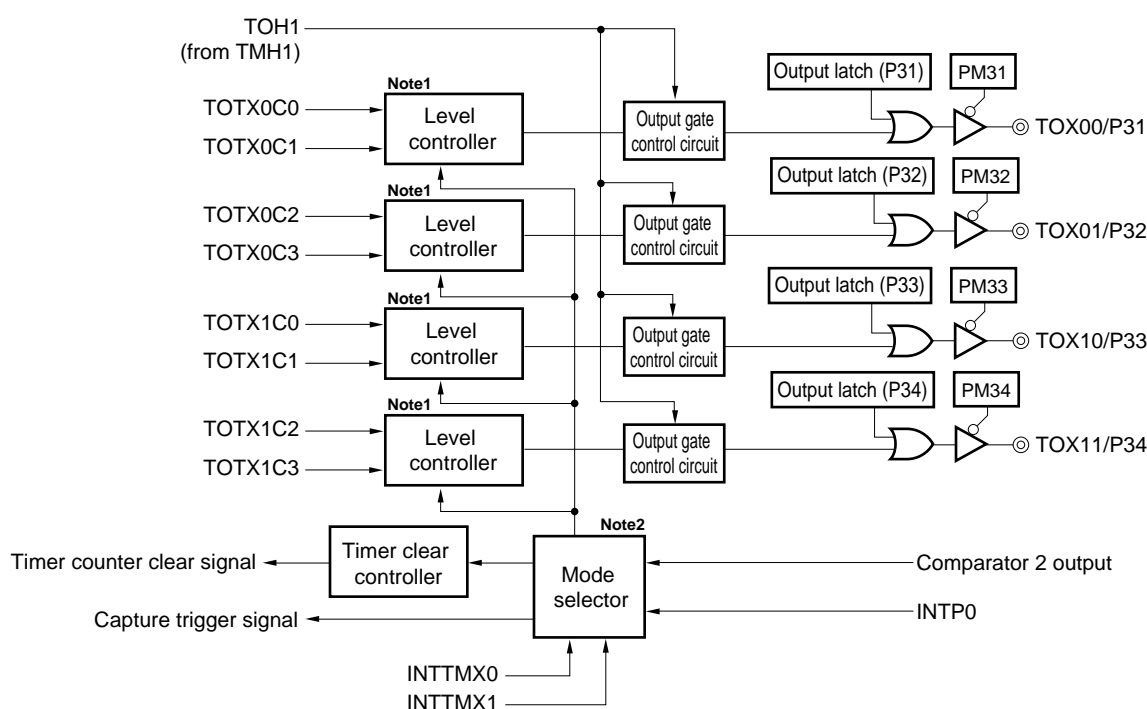 TOH1
(from TMH1)
Output latch (P31)
PM31
Note1
TOTX0C0
TOTX0C1
Level
controller
Output gate
control circuit
TOX00/P31
Output latch (P32)
PM32
Note1
TOTX0C2
TOTX0C3
Level
controller
Output gate
control circuit
TOX01/P32
Output latch (P33)
PM33
Note1
TOTX1C0
TOTX1C1
Level
controller
Output gate
control circuit
TOX10/P33
Output latch (P34)
PM34
Note1
TOTX1C2
TOTX1C3
Level
controller
Output gate
control circuit
TOX11/P34
Note2
Timer counter clear signal
Timer clear
controller
Mode
selector
Comparator 2 output
Capture trigger signal
INTP0
INTTMX0
INTTMX1